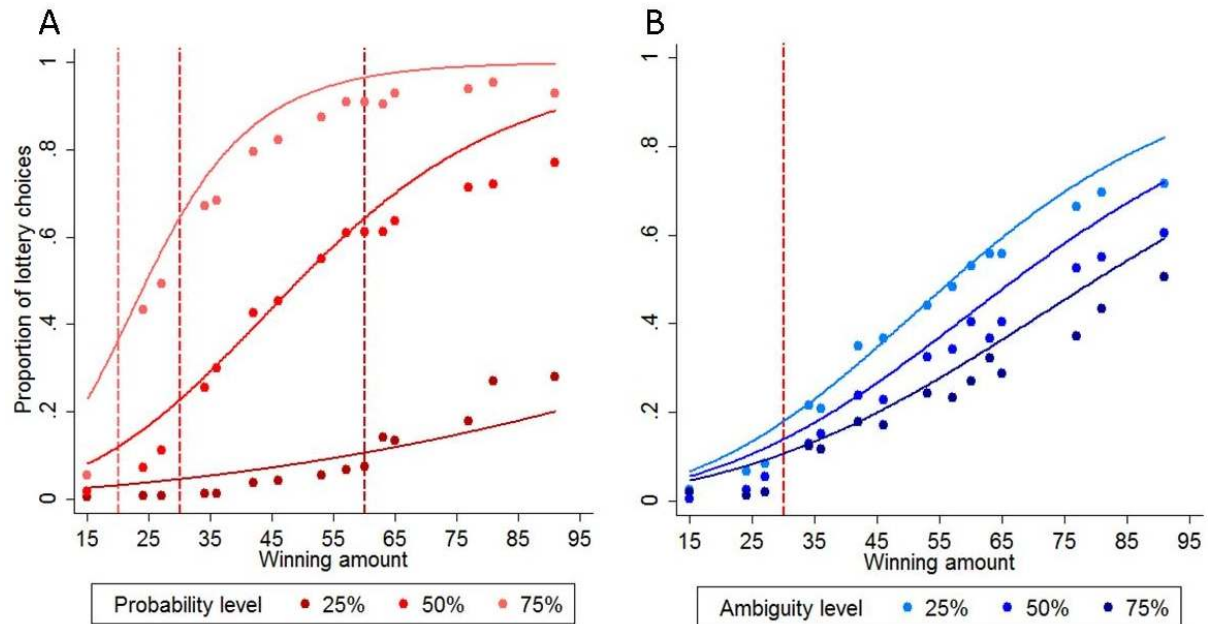 A
B
Proportion of lottery choices
1
.8
.6
.4
.2
0
15 25 35 45 55 65 75 85 95
Winning amount
Probability level 25% 50% 75%
1
.8
.6
.4
.2
0
15 25 35 45 55 65 75 85 95
Winning amount
Ambiguity level 25% 50% 75%